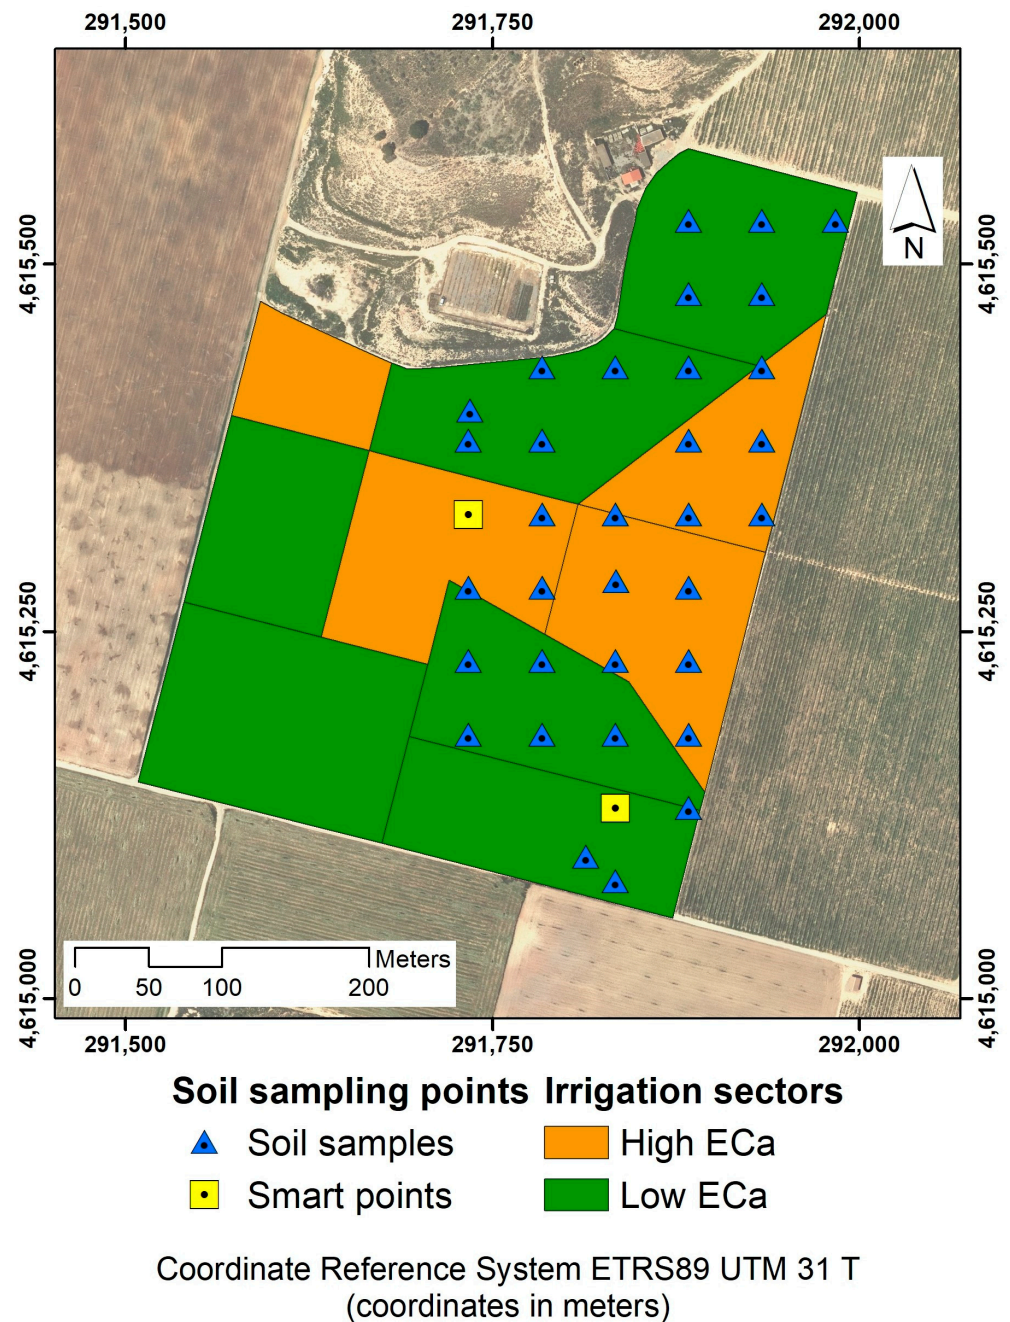 291,500 291,750 292,000
4,615,500 4,615,500
N
4,615,250 4,615,250
Meters
0 50 100 200
4,615,000 4,615,000
291,500 291,750 292,000
Soil sampling points Irrigation sectors
Soil samples High ECa
Smart points Low ECa
Coordinate Reference System ETRS89 UTM 31 T
(coordinates in meters)